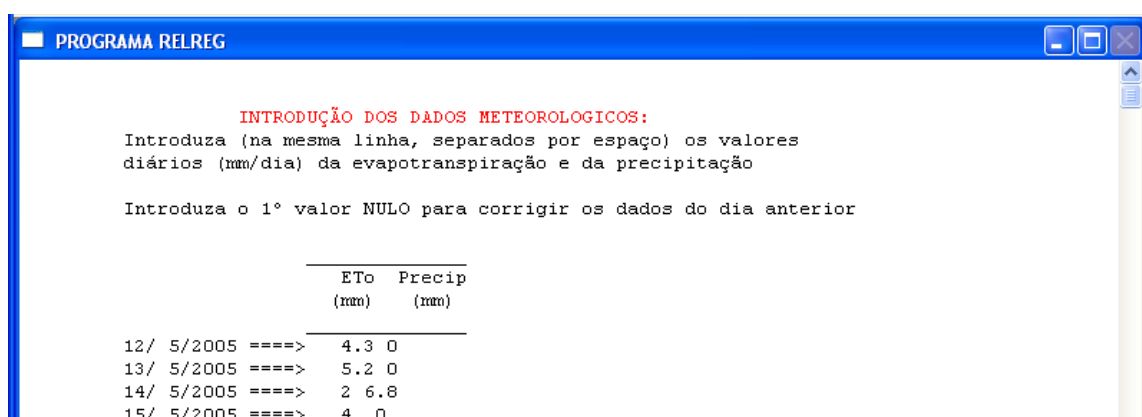 PROGRAMA RELREG
INTRODUÇÃO DOS DADOS METEOROLOGICOS:
Introduza (na mesma linha, separados por espaço) os valores
diários (mm/dia) da evapotranspiração e da precipitação
Introduza o 1º valor NULO para corrigir os dados do dia anterior
ETo Precip
(mm) (mm)
12/ 5/2005 ====> 4.3 0
13/ 5/2005 ====> 5.2 0
14/ 5/2005 ====> 2 6.8
15/ 5/2005 ====> 4 0